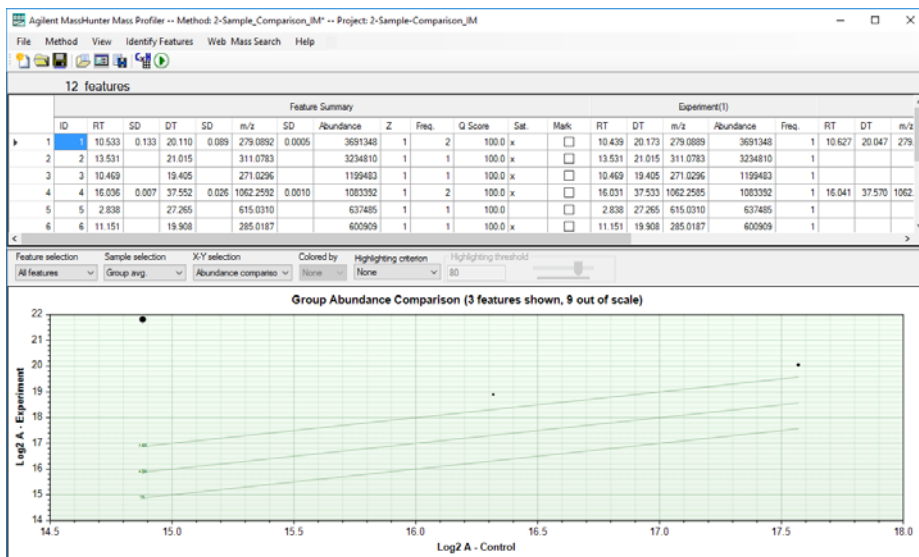 Agilent MassHunter Mass Profiler -- Method: 2-Sample_Comparison_IM* -- Project: 2-Sample-Comparison_IM
File Method View Identify Features Web Mass Search Help
12 features
Feature Summary Experiment(1)
ID RT SD DT SD m/z SD Abundance Z Freq. Q Score Sat. Mark RT DT m/z Abundance Freq. RT DT m/z
1 1 10.533 0.133 20.110 0.089 279.0892 0.0005 3691348 1 2 100.0 x 10.439 20.173 279.0889 3691348 1 10.627 20.047 279.
2 2 13.531 21.015 311.0783 3234810 1 1 100.0 x 13.531 21.015 311.0783 3234810 1
3 3 10.469 19.405 271.0296 1199483 1 1 100.0 x 10.469 19.405 271.0296 1199483 1
4 4 16.036 0.007 37.552 0.026 1062.2592 0.0010 1083392 1 2 100.0 x 16.031 37.533 1062.2585 1083392 1 16.041 37.570 1062.
5 5 2.838 27.265 615.0310 637485 1 1 100.0 2.838 27.265 615.0310 637485 1
6 6 11.151 19.908 285.0187 600909 1 1 100.0 x 11.151 19.908 285.0187 600909 1
Feature selection Sample selection X-Y selection Colored by Highlighting criterion Highlighting threshold
All features Group avg. Abundance compariso None None 80
Group Abundance Comparison (3 features shown, 9 out of scale)
22
21
20
19
18
17
16
15
14
Log2 A - Experiment
14.5 15.0 15.5 16.0 16.5 17.0 17.5 18.0
Log2 A - Control